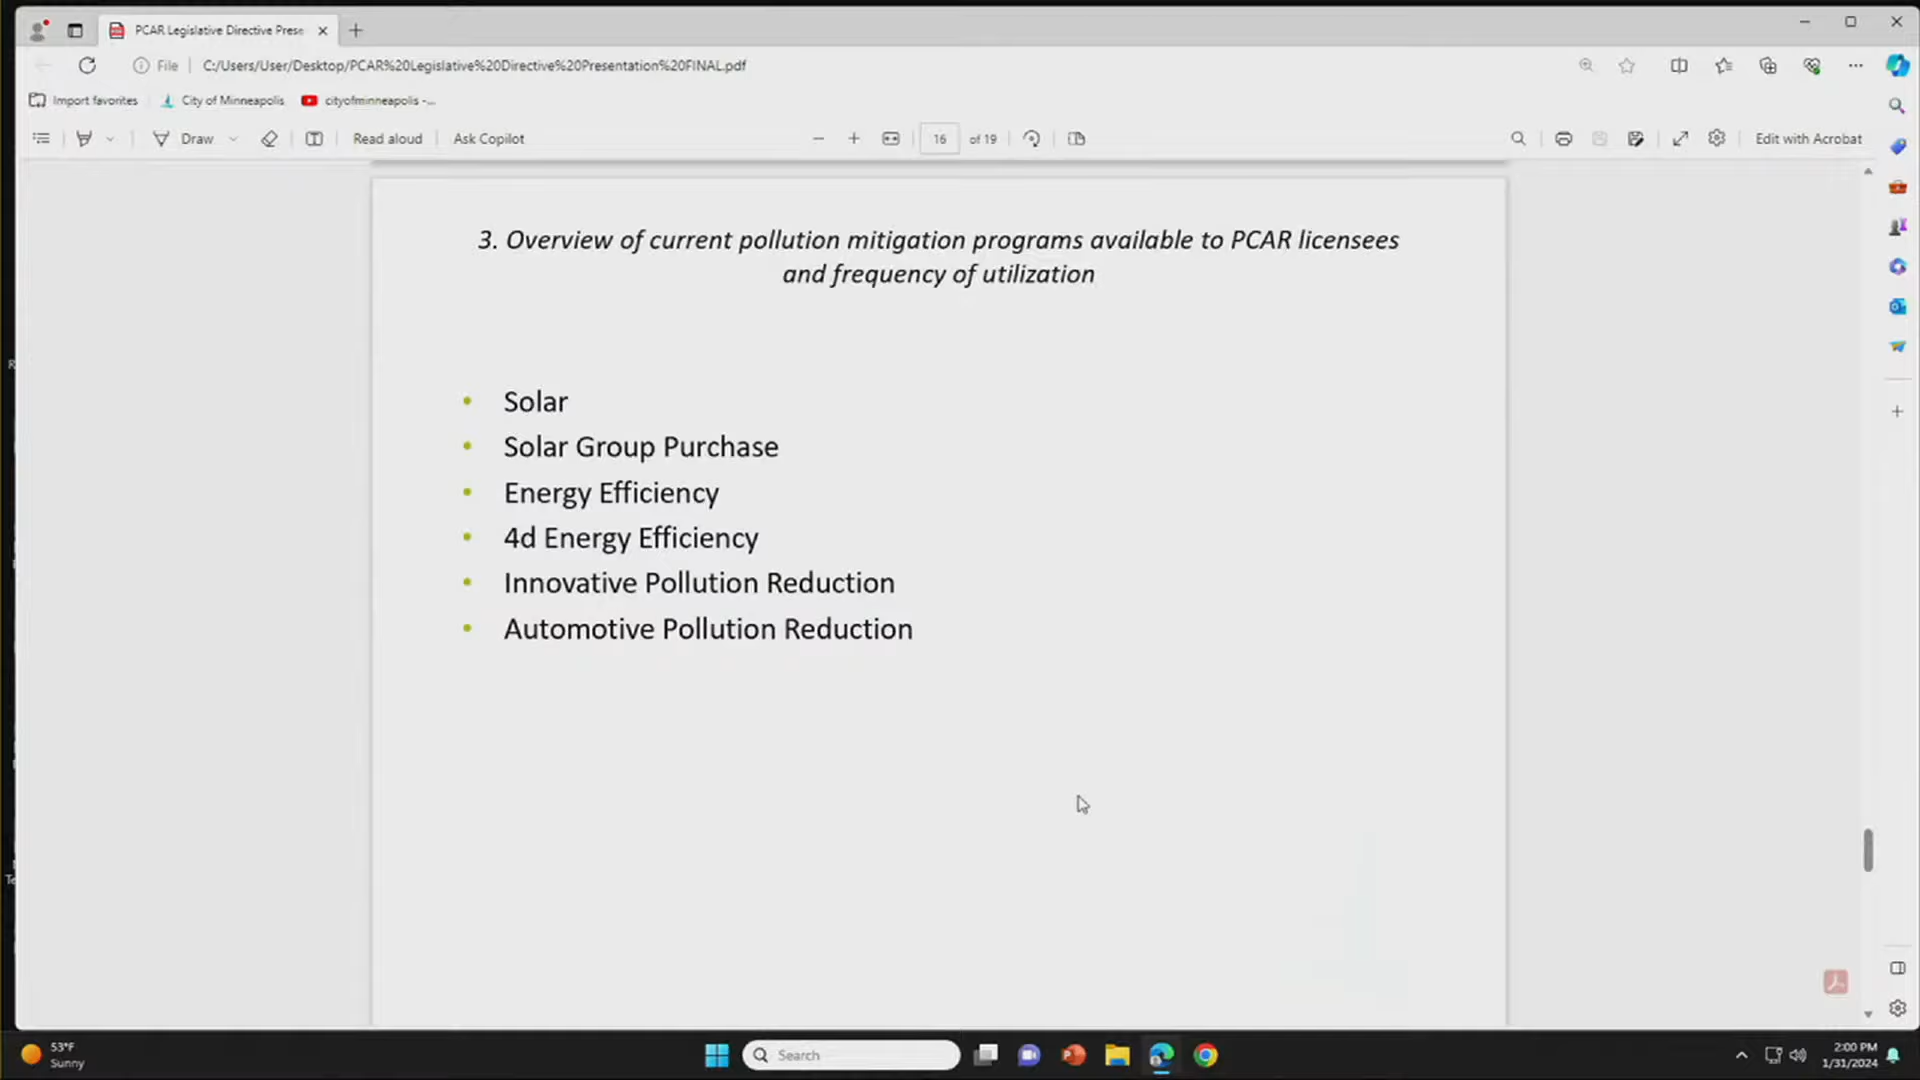 PCAR Legislative Directive Prese
File
C:/Users/User/Desktop/PCAR%20Legislative%20Directive%20Presentation%20FINAL.pdf
Import favorites
City of Minneapolis
cityofminneapolis -...
Draw
Read aloud
Ask Copilot
16
of 19
Edit with Acrobat
3. Overview of current pollution mitigation programs available to PCAR licensees
and frequency of utilization
• Solar
• Solar Group Purchase
• Energy Efficiency
• 4d Energy Efficiency
• Innovative Pollution Reduction
• Automotive Pollution Reduction
53°F
Sunny
Search
2:00 PM
1/31/2024